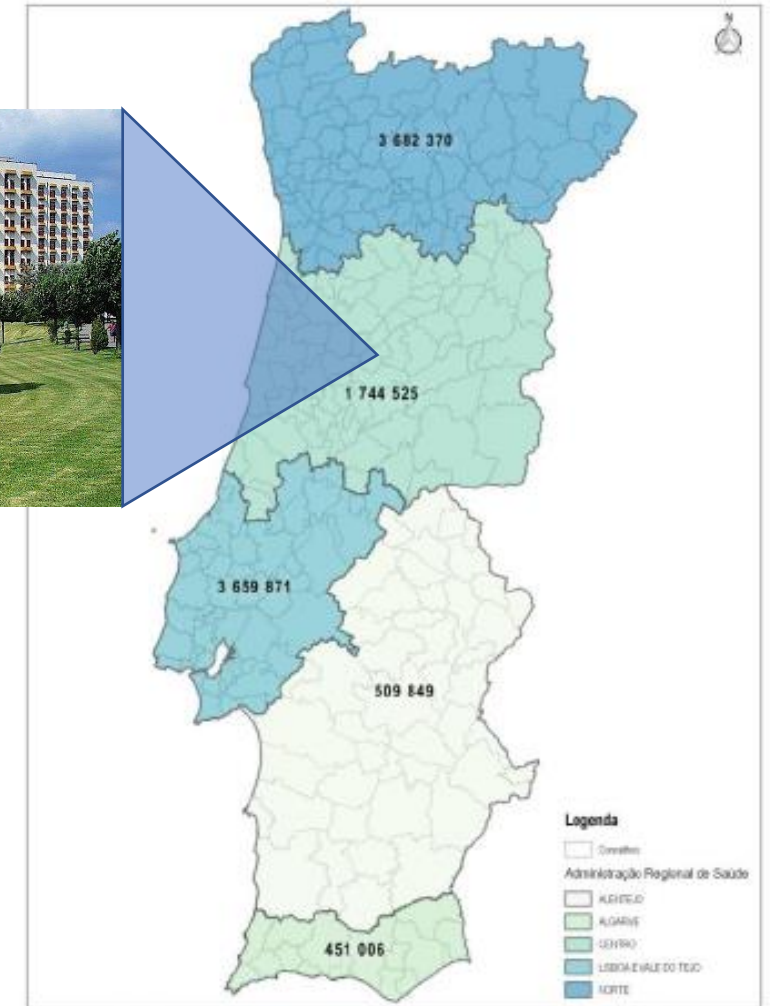 N
3 682 370
1 744 525
3 659 871
509 849
451 006
Legenda
Concelhos
Administração Regional de Saúde
ALENTEJO
ALGARVE
CENTRO
LISBOA E VALE DO TEJO
NORTE